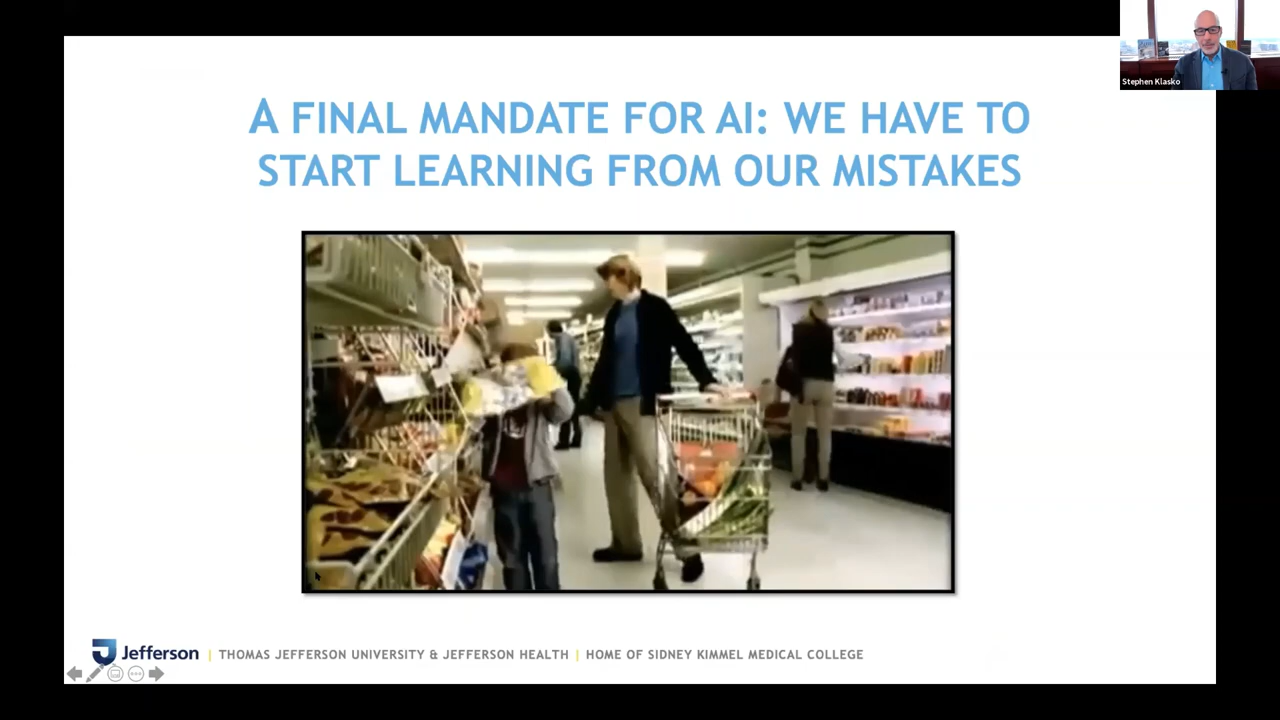 Stephen Klasko
A FINAL MANDATE FOR AI: WE HAVE TO
START LEARNING FROM OUR MISTAKES
Jefferson | THOMAS JEFFERSON UNIVERSITY & JEFFERSON HEALTH | HOME OF SIDNEY KIMMEL MEDICAL COLLEGE